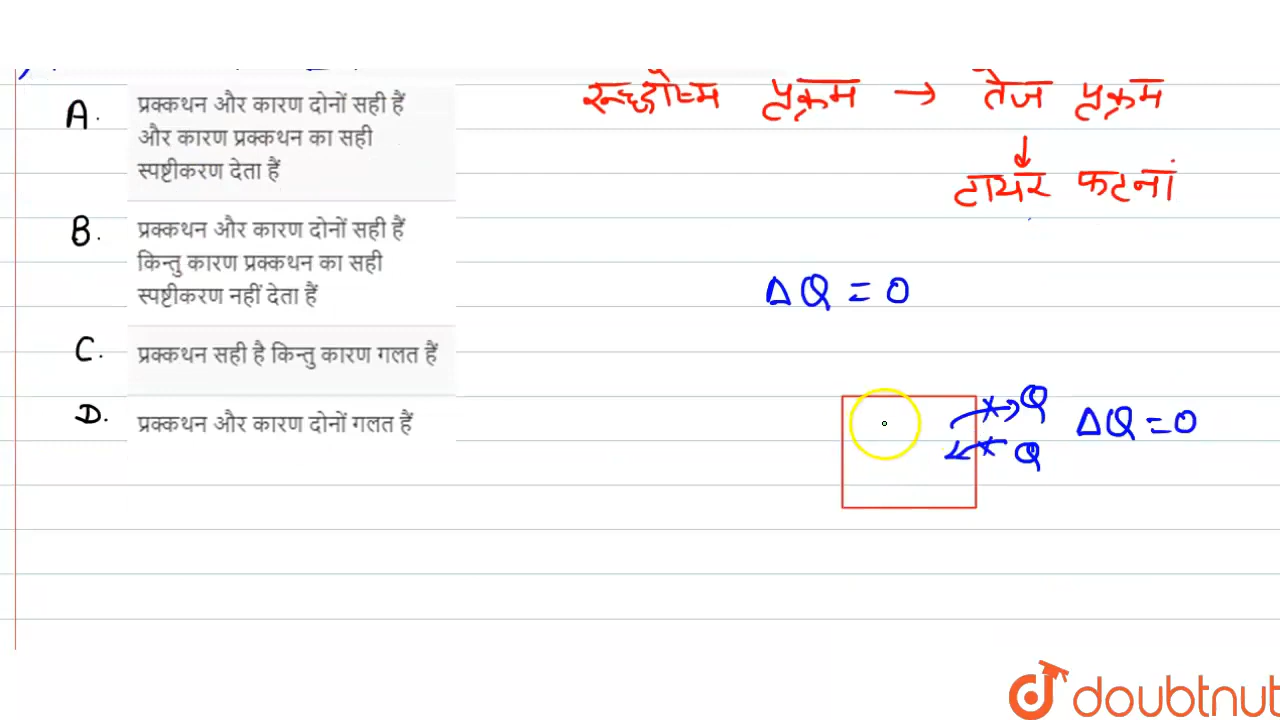 A.
प्रक्कथन और कारण दोनों सही हैं
और कारण प्रक्कथन का सही
स्पष्टीकरण देता हैं
B.
प्रक्कथन और कारण दोनों सही हैं
किन्तु कारण प्रक्कथन का सही
स्पष्टीकरण नहीं देता हैं
C.
प्रक्कथन सही है किन्तु कारण गलत हैं
D.
प्रक्कथन और कारण दोनों गलत हैं
प्रक्रम → तेज प्रक्रम
↓
टायर फटनां
ΔQ = 0
Q
Q
ΔQ = 0
doubtnut